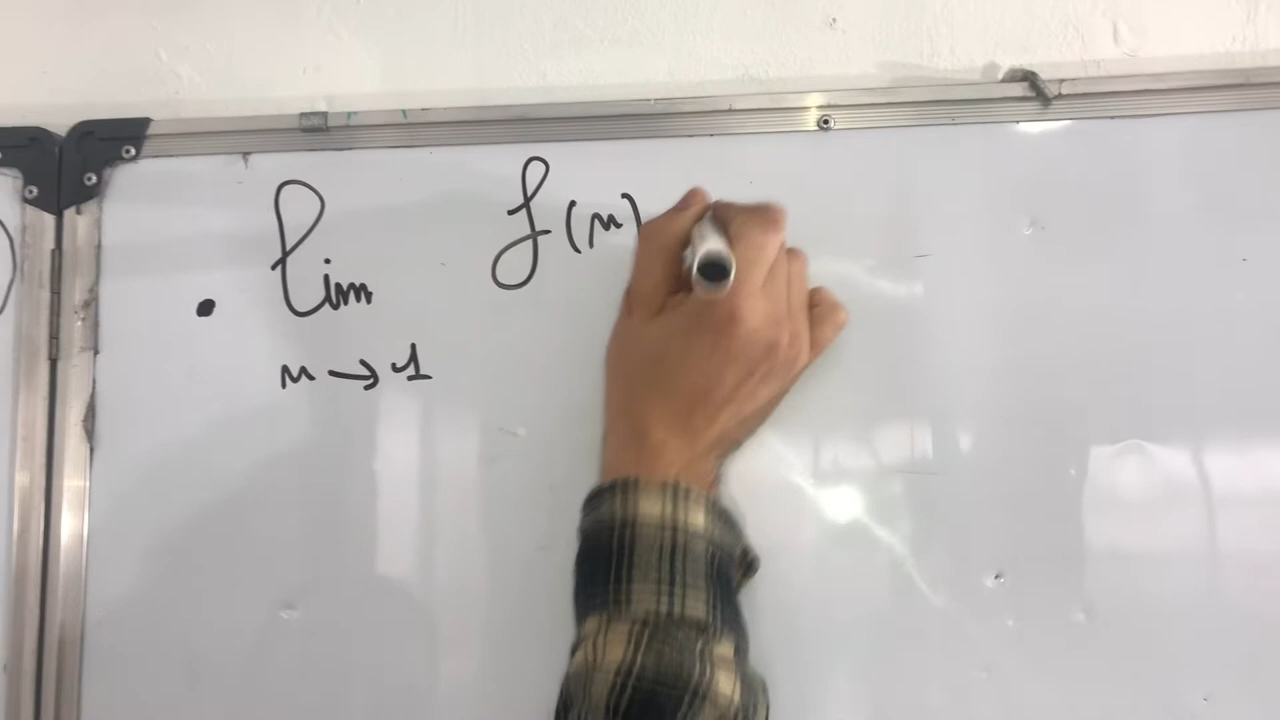 • lim f(x)
x → 1